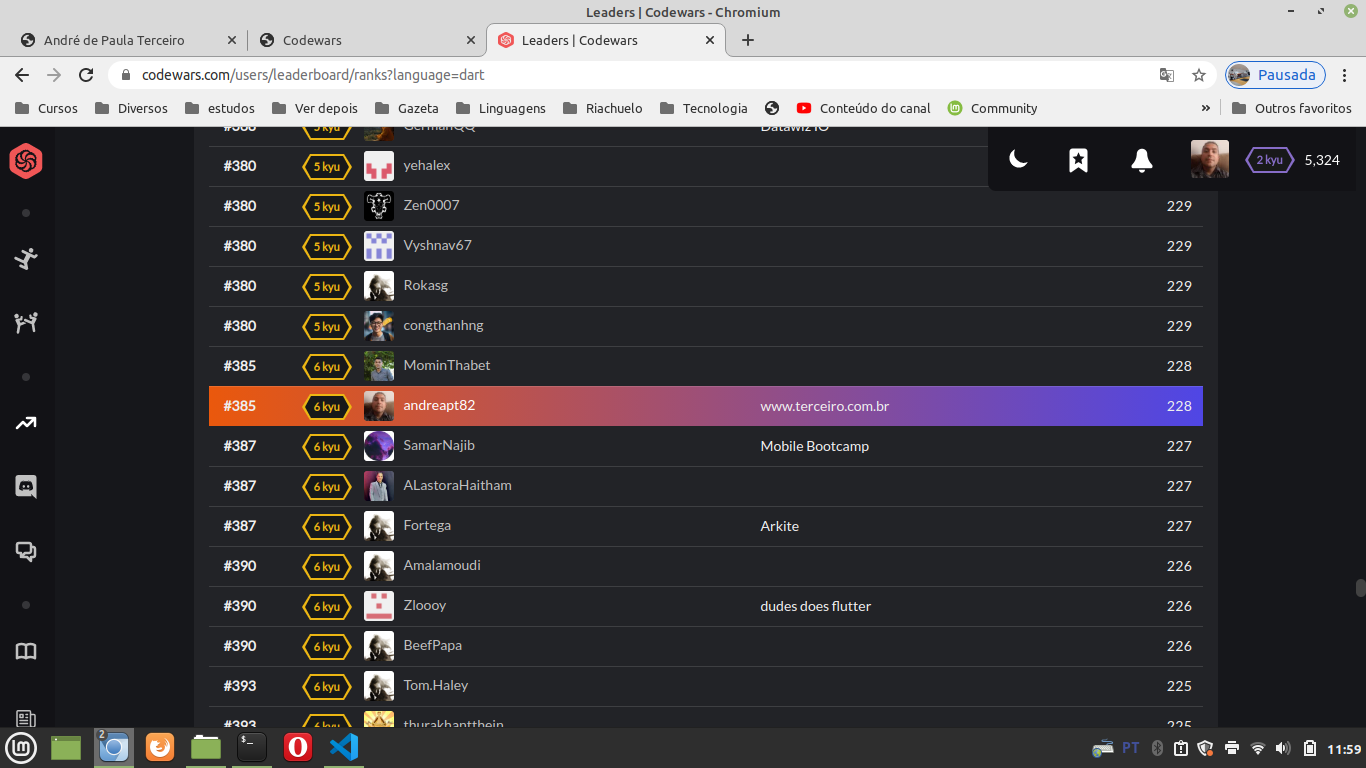 Leaders | Codewars - Chromium
André de Paula Terceiro
Codewars
Leaders | Codewars
codewars.com/users/leaderboard/ranks?language=dart
Pausada
Cursos Diversos estudos Ver depois Gazeta Linguagens Riachuelo Tecnologia Conteúdo do canal Community » Outros favoritos
2 kyu 5,324
#380 5 kyu GermanQQ Datawiz IO
#380 5 kyu yehalex
#380 5 kyu Zen0007 229
#380 5 kyu Vyshnav67 229
#380 5 kyu Rokasg 229
#380 5 kyu congthanhng 229
#385 6 kyu MominThabet 228
#385 6 kyu andreapt82 www.terceiro.com.br 228
#387 6 kyu SamarNajib Mobile Bootcamp 227
#387 6 kyu ALastoraHaitham 227
#387 6 kyu Fortega Arkite 227
#390 6 kyu Amalamoudi 226
#390 6 kyu Zloooy dudes does flutter 226
#390 6 kyu BeefPapa 226
#393 6 kyu Tom.Haley 225
#393 6 kyu thurakhantthein 225
2
$_
PT
11:59